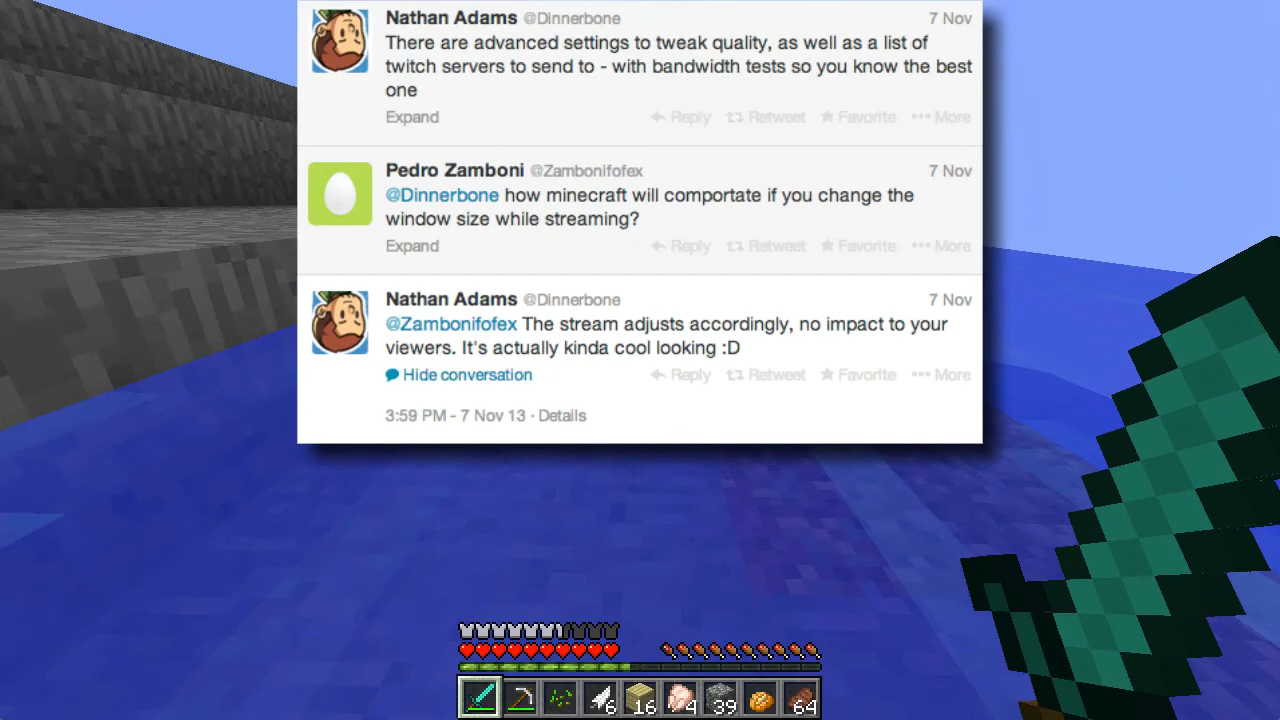 Nathan Adams @Dinnerbone 7 Nov
There are advanced settings to tweak quality, as well as a list of
twitch servers to send to - with bandwidth tests so you know the best
one
Expand Reply Retweet Favorite More
Pedro Zamboni @Zambonifofex 7 Nov
@Dinnerbone how minecraft will comportate if you change the
window size while streaming?
Expand Reply Retweet Favorite More
Nathan Adams @Dinnerbone 7 Nov
@Zambonifofex The stream adjusts accordingly, no impact to your
viewers. It's actually kinda cool looking :D
Hide conversation Reply Retweet Favorite More
3:59 PM - 7 Nov 13 · Details
6 16 4 39 64